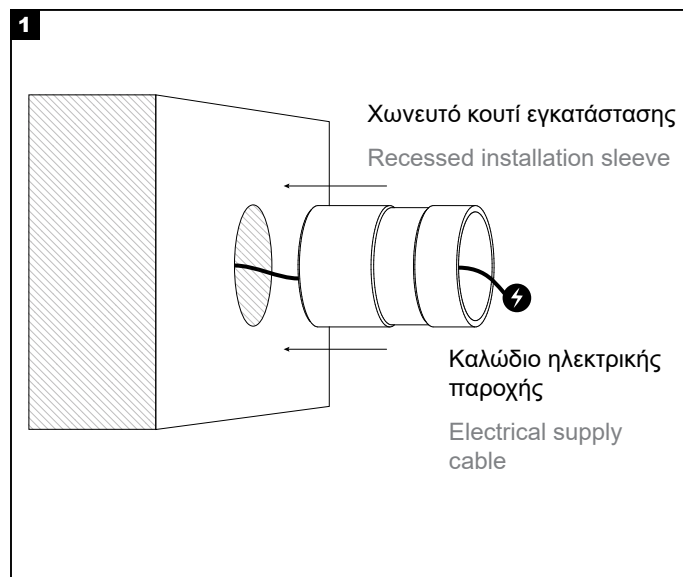 1
Χωνευτό κουτί εγκατάστασης
Recessed installation sleeve
Καλώδιο ηλεκτρικής
παροχής
Electrical supply
cable